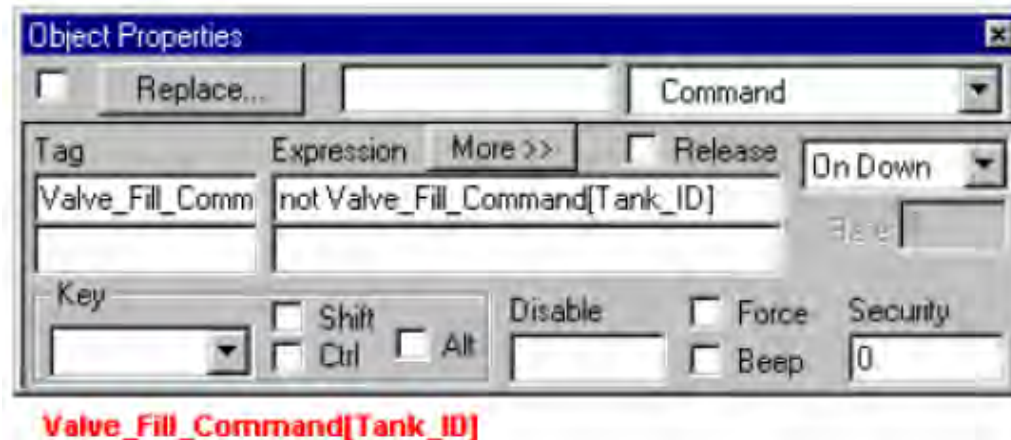 Object Properties
Replace... Command
Tag Expression More >> Release On Down
Valve_Fill_Comm not Valve_Fill_Command[Tank_ID]
Rate
Key Shift Ctrl Alt Disable Force Beep Security
0
Valve_Fill_Command[Tank_ID]